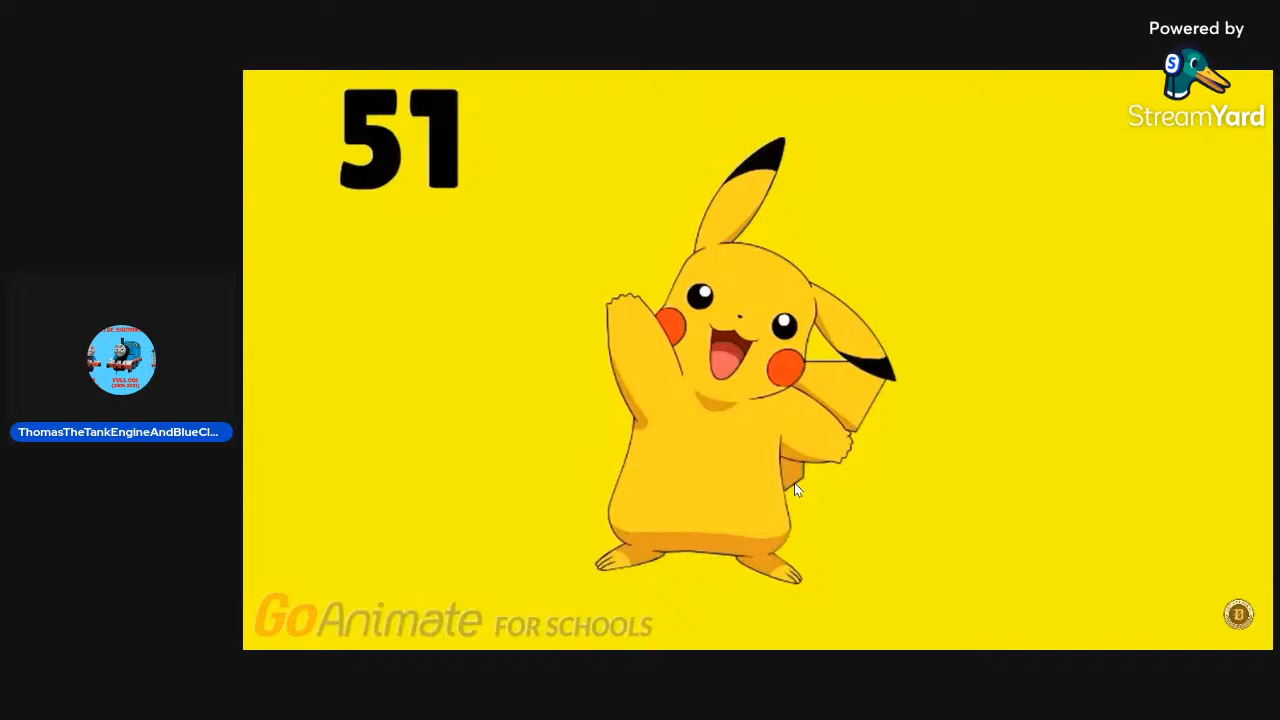 Powered by
StreamYard
51
ThomasTheTankEngineAndBlueCl...
GoAnimate FOR SCHOOLS